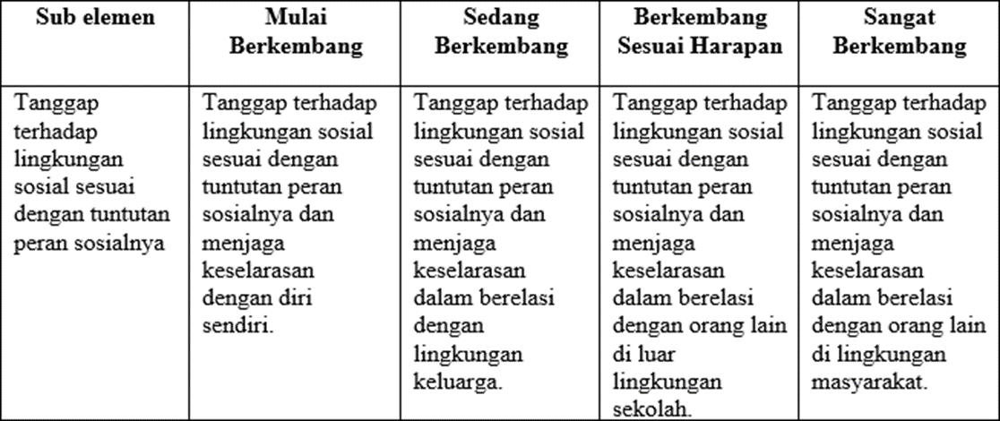 Sub elemen
Mulai
Berkembang
Sedang
Berkembang
Berkembang
Sesuai Harapan
Sangat
Berkembang
Tanggap
terhadap
lingkungan
sosial sesuai
dengan tuntutan
peran sosialnya
Tanggap terhadap
lingkungan sosial
sesuai dengan
tuntutan peran
sosialnya dan
menjaga
keselarasan
dengan diri
sendiri.
Tanggap terhadap
lingkungan sosial
sesuai dengan
tuntutan peran
sosialnya dan
menjaga
keselarasan
dalam berelasi
dengan
lingkungan
keluarga.
Tanggap terhadap
lingkungan sosial
sesuai dengan
tuntutan peran
sosialnya dan
menjaga
keselarasan
dalam berelasi
dengan orang lain
di luar
lingkungan
sekolah.
Tanggap terhadap
lingkungan sosial
sesuai dengan
tuntutan peran
sosialnya dan
menjaga
keselarasan
dalam berelasi
dengan orang lain
di lingkungan
masyarakat.